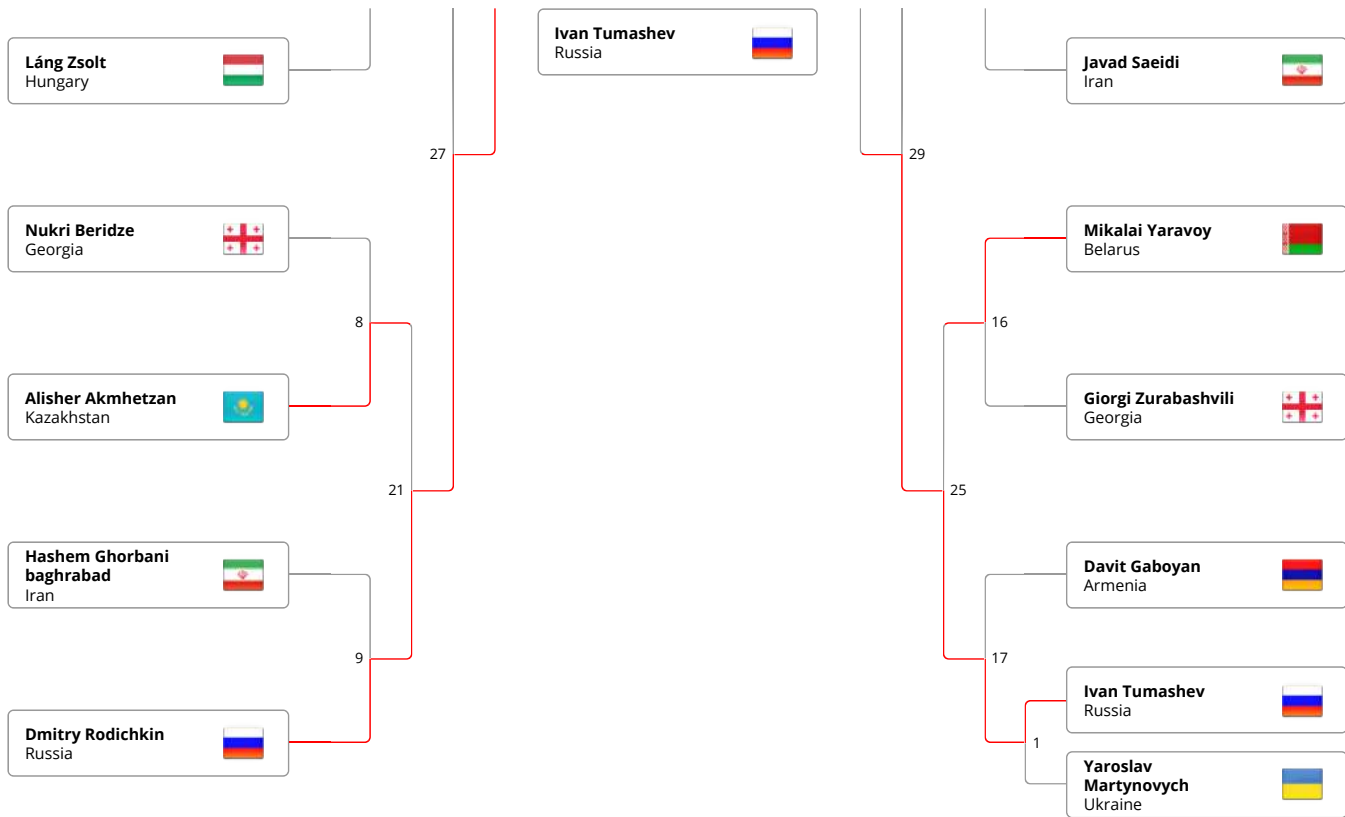 Ivan Tumashev
Russia
Láng Zsolt
Hungary
Javad Saeidi
Iran
27
29
Nukri Beridze
Georgia
Mikalai Yaravoy
Belarus
8
16
Alisher Akmhetzan
Kazakhstan
Giorgi Zurabashvili
Georgia
21
25
Hashem Ghorbani
baghrabad
Iran
Davit Gaboyan
Armenia
9
17
Ivan Tumashev
Russia
Dmitry Rodichkin
Russia
1
Yaroslav
Martynovych
Ukraine